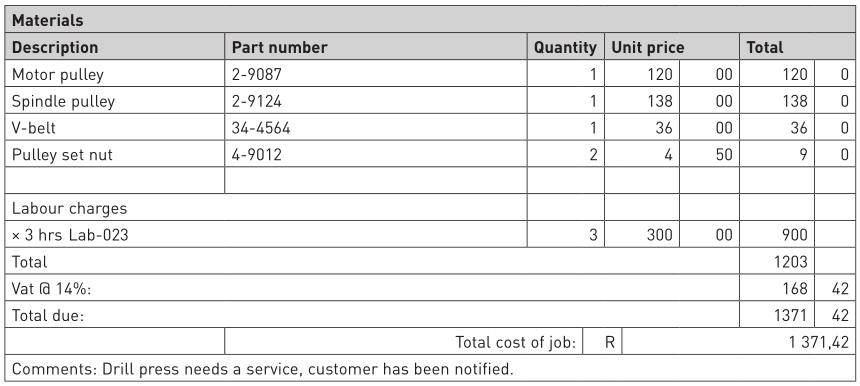 Materials
Description Part number Quantity Unit price Total
Motor pulley 2-9087 1 120 00 120 0
Spindle pulley 2-9124 1 138 00 138 0
V-belt 34-4564 1 36 00 36 0
Pulley set nut 4-9012 2 4 50 9 0
Labour charges
× 3 hrs Lab-023 3 300 00 900
Total 1203
Vat @ 14%: 168 42
Total due: 1371 42
Total cost of job: R 1 371,42
Comments: Drill press needs a service, customer has been notified.